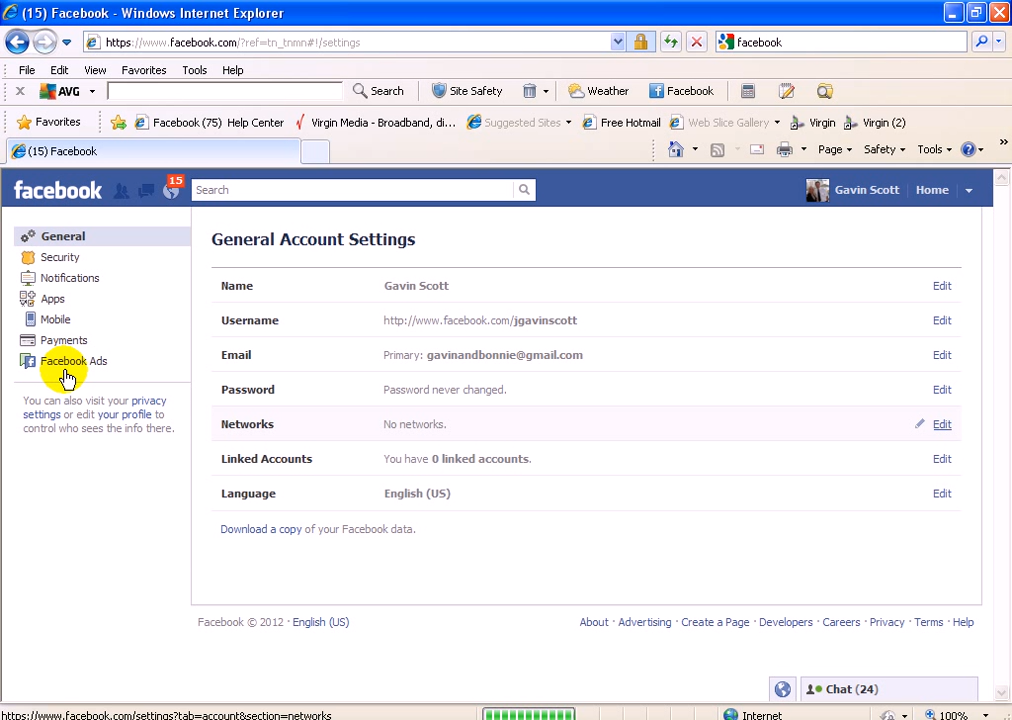 (15) Facebook - Windows Internet Explorer
https://www.facebook.com/?ref=tn_tnmn#!/settings
facebook
File Edit View Favorites Tools Help
AVG Search Site Safety Weather Facebook
Favorites Facebook (75) Help Center Virgin Media - Broadband, di... Suggested Sites Free Hotmail Web Slice Gallery Virgin Virgin (2)
(15) Facebook
Page Safety Tools
facebook 15 Search Gavin Scott Home
General
Security
Notifications
Apps
Mobile
Payments
Facebook Ads
You can also visit your privacy
settings or edit your profile to
control who sees the info there.
General Account Settings
Name Gavin Scott Edit
Username http://www.facebook.com/jgavinscott Edit
Email Primary: gavinandbonnie@gmail.com Edit
Password Password never changed. Edit
Networks No networks. Edit
Linked Accounts You have 0 linked accounts. Edit
Language English (US) Edit
Download a copy of your Facebook data.
Facebook © 2012 · English (US)
About · Advertising · Create a Page · Developers · Careers · Privacy · Terms · Help
Chat (24)
https://www.facebook.com/settings?tab=account&section=networks
Internet
100%